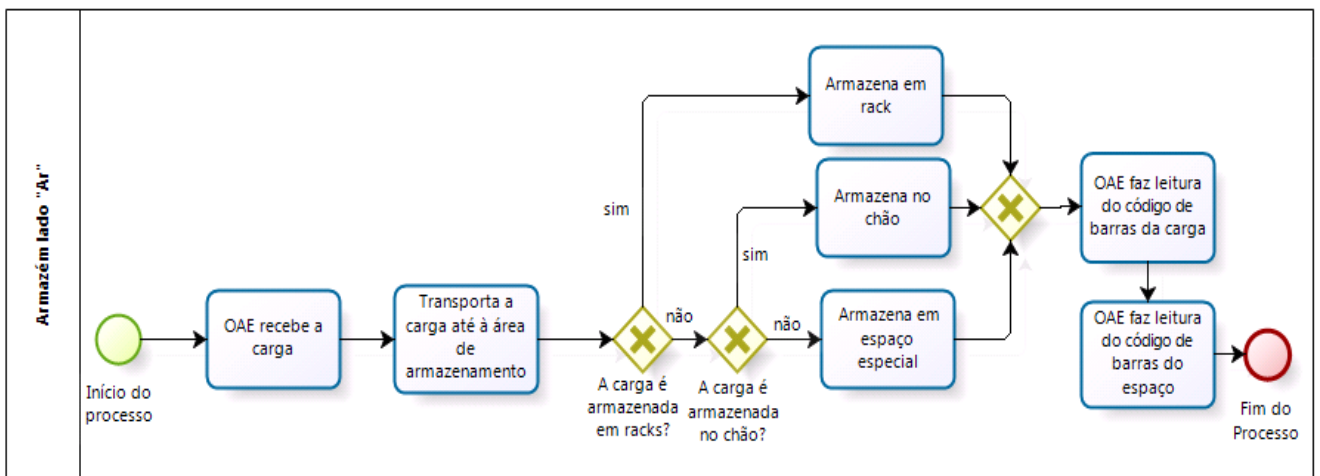 Armazém lado "Ar"
Início do
processo
OAE recebe a
carga
Transporta a
carga até à área
de
armazenamento
A carga é
armazenada
em racks?
sim
não
A carga é
armazenada
no chão?
sim
não
Armazena em
rack
Armazena no
chão
Armazena em
espaço
especial
OAE faz leitura
do código de
barras da carga
OAE faz leitura
do código de
barras do
espaço
Fim do
Processo